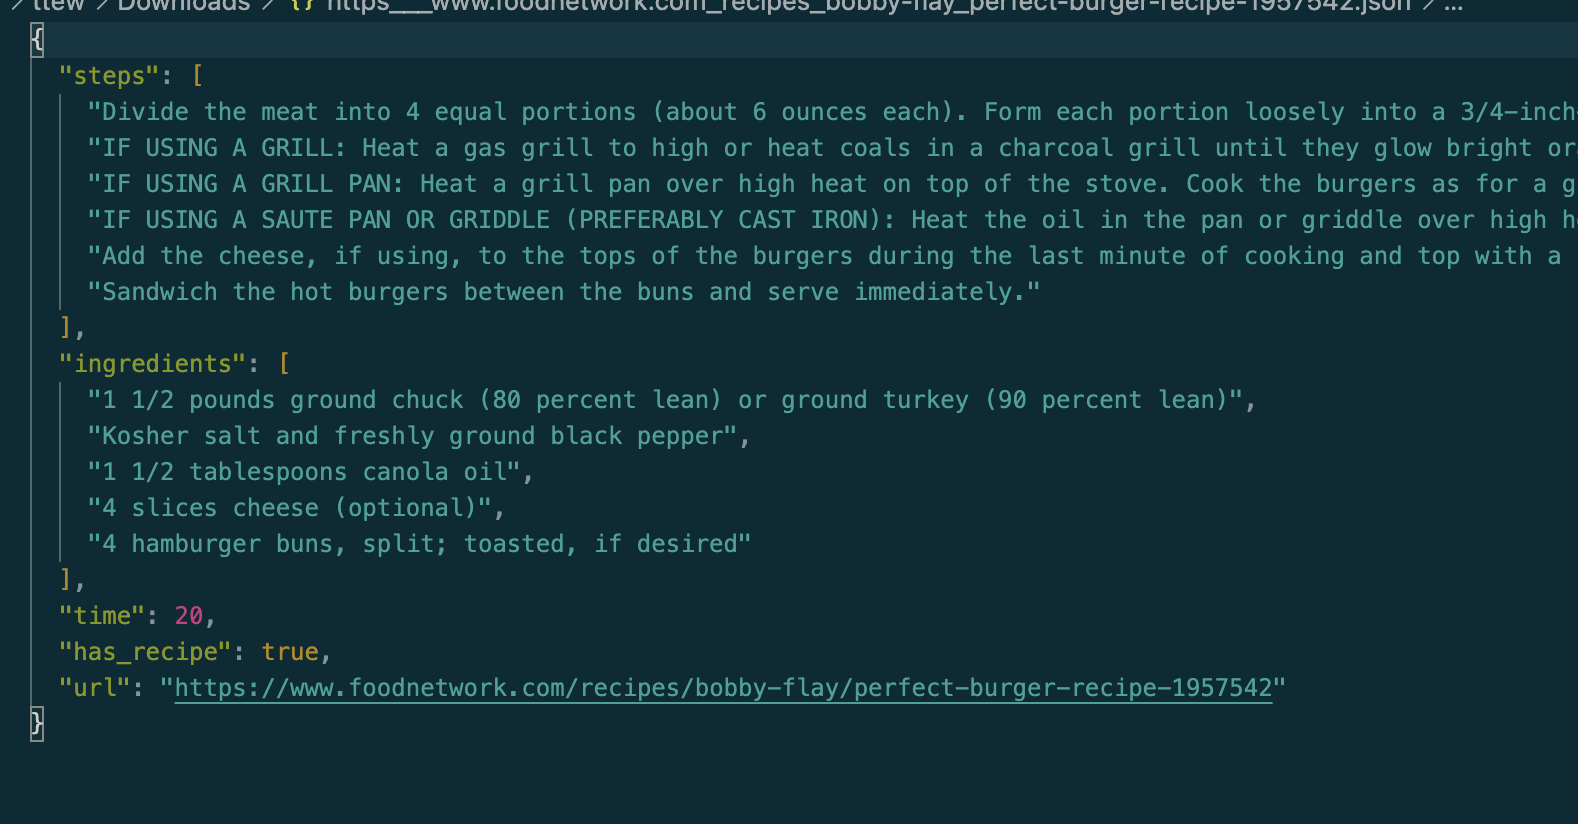 > ttew > Downloads > {} https___www.foodnetwork.com_recipes_bobby-flay_perfect-burger-recipe-1957542.json > ...
{
"steps": [
"Divide the meat into 4 equal portions (about 6 ounces each). Form each portion loosely into a 3/4-inch
"IF USING A GRILL: Heat a gas grill to high or heat coals in a charcoal grill until they glow bright
"IF USING A GRILL PAN: Heat a grill pan over high heat on top of the stove. Cook the burgers as for a
"IF USING A SAUTE PAN OR GRIDDLE (PREFERABLY CAST IRON): Heat the oil in the pan or griddle over high
"Add the cheese, if using, to the tops of the burgers during the last minute of cooking and top with a
"Sandwich the hot burgers between the buns and serve immediately."
],
"ingredients": [
"1 1/2 pounds ground chuck (80 percent lean) or ground turkey (90 percent lean)",
"Kosher salt and freshly ground black pepper",
"1 1/2 tablespoons canola oil",
"4 slices cheese (optional)",
"4 hamburger buns, split; toasted, if desired"
],
"time": 20,
"has_recipe": true,
"url": "https://www.foodnetwork.com/recipes/bobby-flay/perfect-burger-recipe-1957542"
}